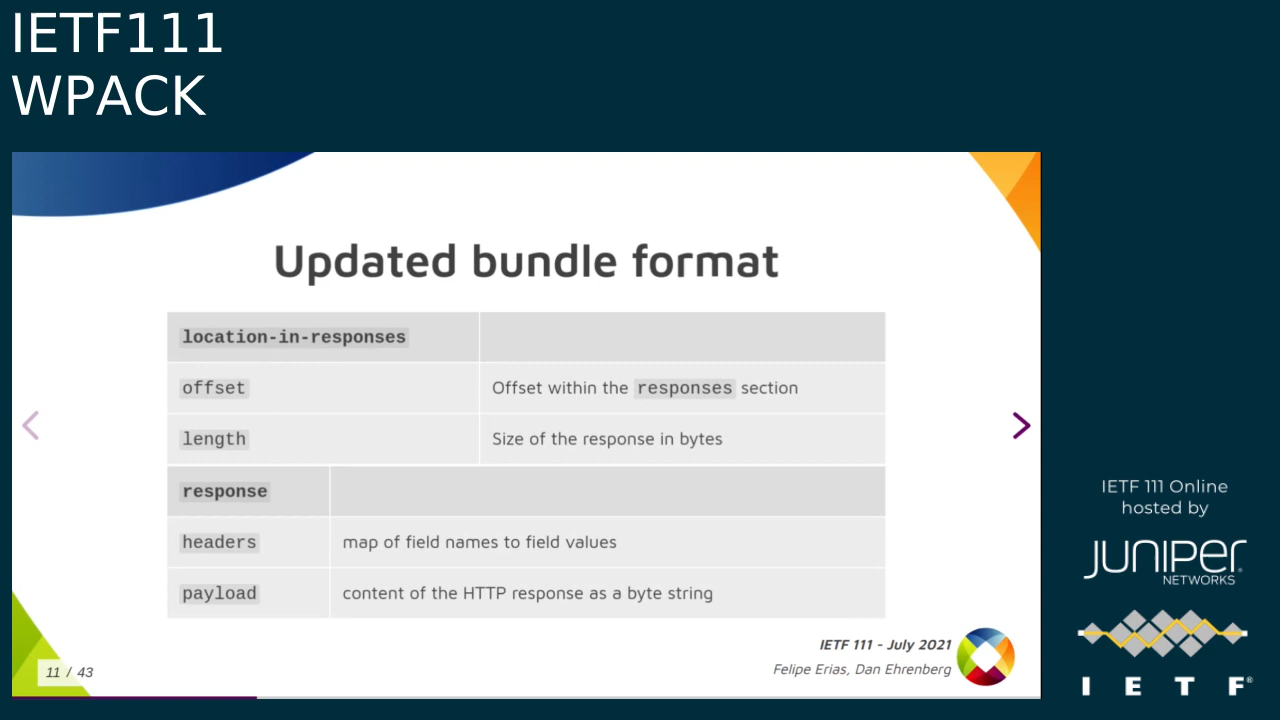 IETF111
WPACK
Updated bundle format
location-in-responses
offset Offset within the responses section
length Size of the response in bytes
response
headers map of field names to field values
payload content of the HTTP response as a byte string
IETF 111 - July 2021
Felipe Erias, Dan Ehrenberg
11 / 43
IETF 111 Online
hosted by
JUNIPER
NETWORKS
I E T F®